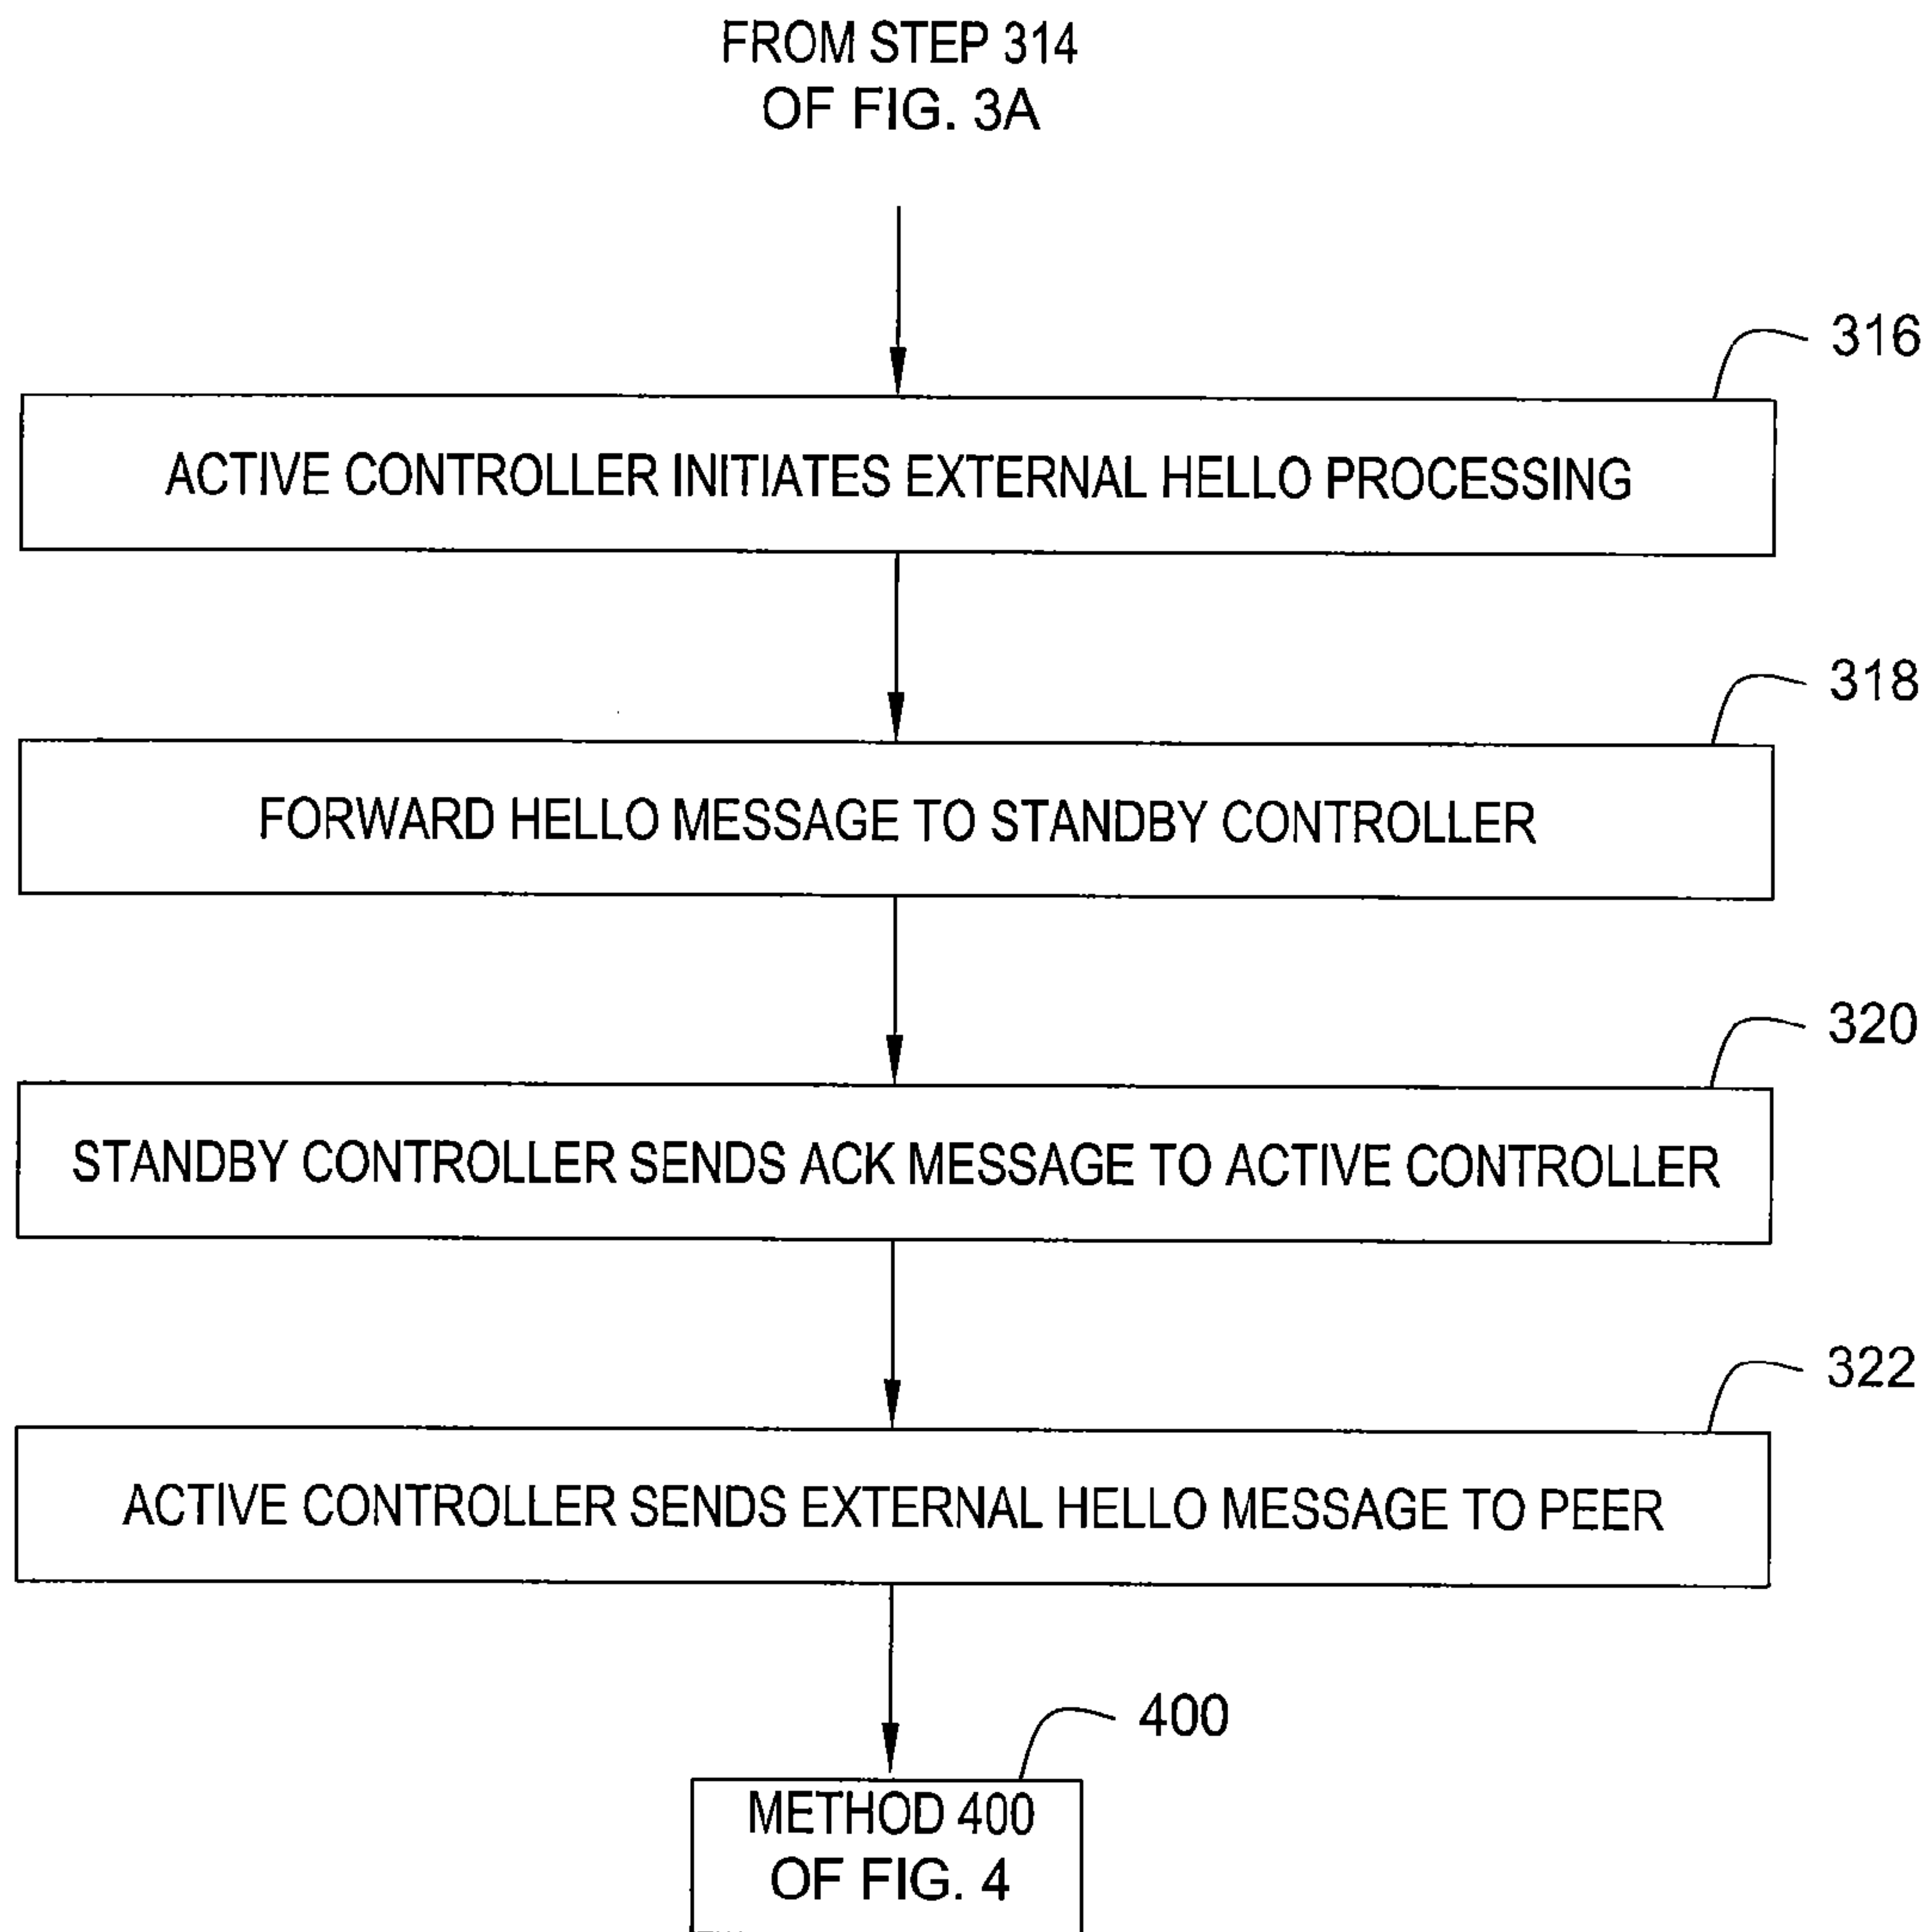 FROM STEP 314
OF FIG. 3A
316
ACTIVE CONTROLLER INITIATES EXTERNAL HELLO PROCESSING
318
FORWARD HELLO MESSAGE TO STANDBY CONTROLLER
320
STANDBY CONTROLLER SENDS ACK MESSAGE TO ACTIVE CONTROLLER
322
ACTIVE CONTROLLER SENDS EXTERNAL HELLO MESSAGE TO PEER
400
METHOD 400
OF FIG. 4